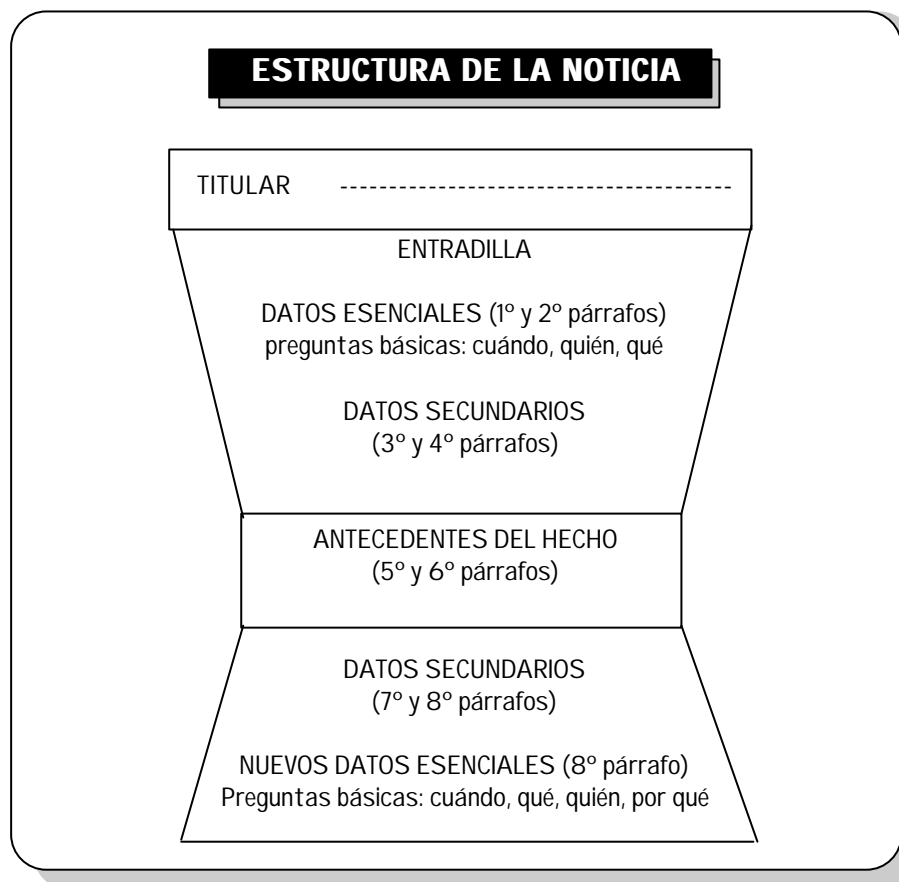 ESTRUCTURA DE LA NOTICIA
TITULAR ----------------------------------------
ENTRADILLA
DATOS ESENCIALES (1º y 2º párrafos)
preguntas básicas: cuándo, quién, qué
DATOS SECUNDARIOS
(3º y 4º párrafos)
ANTECEDENTES DEL HECHO
(5º y 6º párrafos)
DATOS SECUNDARIOS
(7º y 8º párrafos)
NUEVOS DATOS ESENCIALES (8º párrafo)
Preguntas básicas: cuándo, qué, quién, por qué